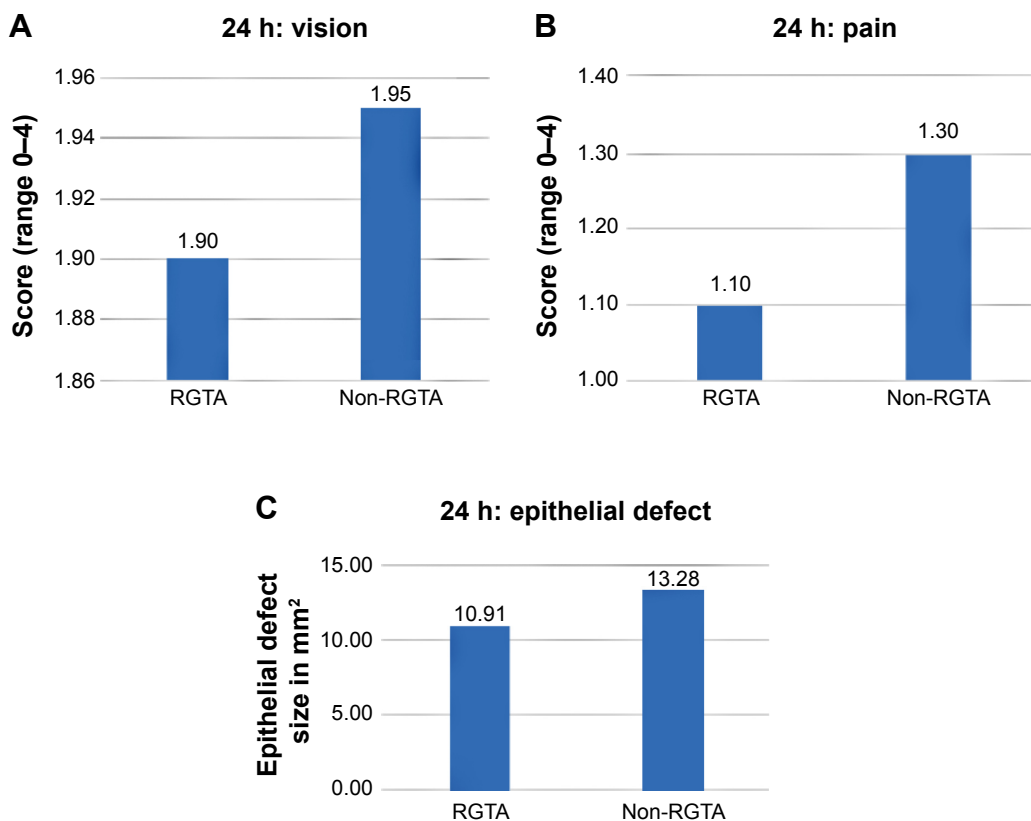 A
24 h: vision
Score (range 0–4)
1.96
1.94
1.92
1.90
1.88
1.86
1.90
1.95
RGTA
Non-RGTA
B
24 h: pain
Score (range 0–4)
1.40
1.30
1.20
1.10
1.00
1.10
1.30
RGTA
Non-RGTA
C
24 h: epithelial defect
Epithelial defect
size in mm²
15.00
10.00
5.00
0.00
10.91
13.28
RGTA
Non-RGTA